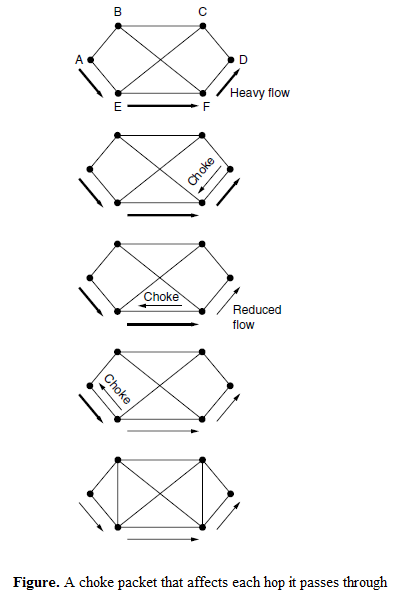 B
C
A
D
Heavy flow
E
F
Choke
Choke
Reduced
flow
Choke
Figure. A choke packet that affects each hop it passes through